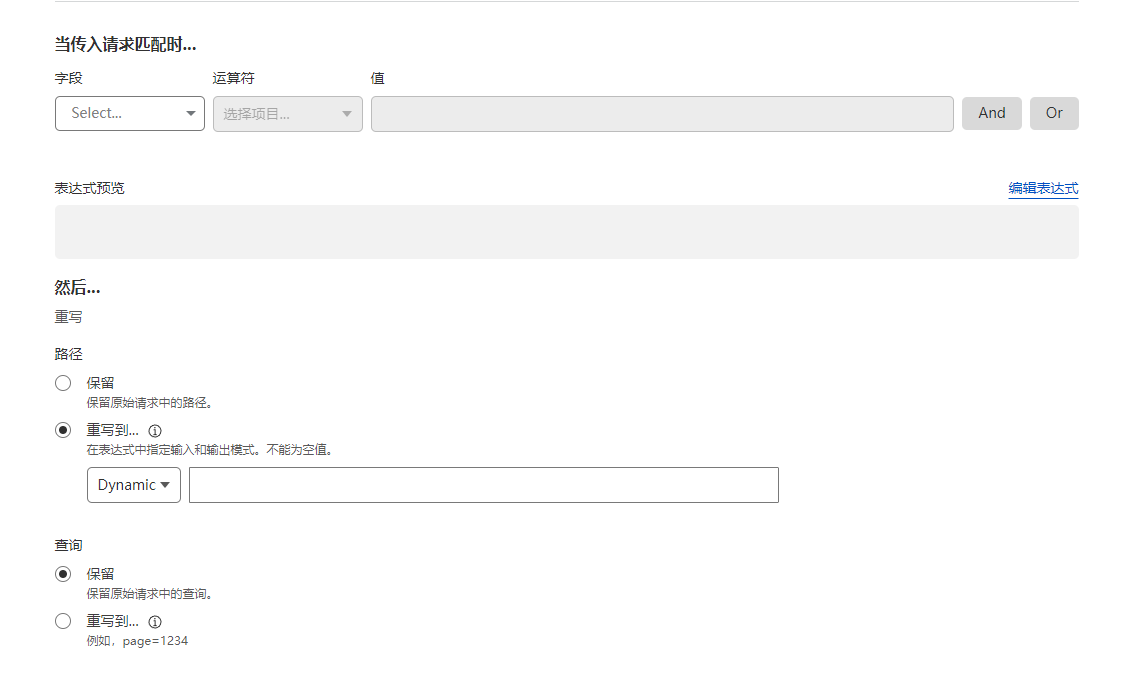 当传入请求匹配时...
字段 运算符 值
Select... 选择项目... And Or
表达式预览 编辑表达式
然后...
重写
路径
保留
保留原始请求中的路径。
重写到...
在表达式中指定输入和输出模式。不能为空值。
Dynamic
查询
保留
保留原始请求中的查询。
重写到...
例如，page=1234